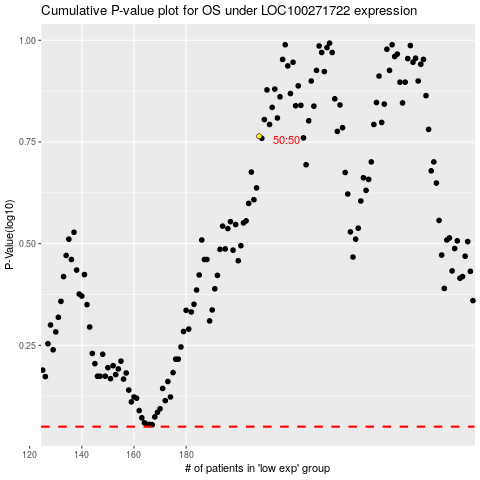 Cumulative P-value plot for OS under LOC100271722 expression
1.00
0.75
0.50
0.25
P-Value(log10)
50:50
120 140 160 180
# of patients in 'low exp' group